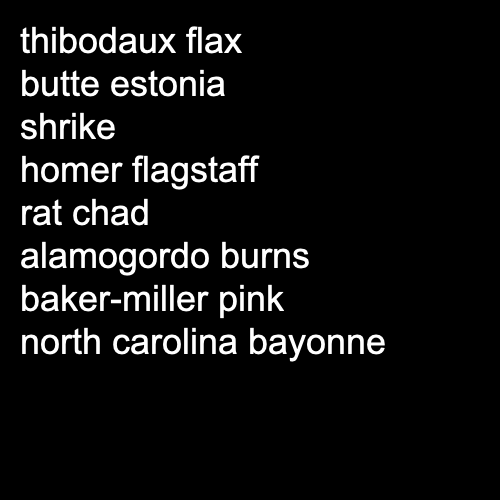 thibodaux flax
butte estonia
shrike
homer flagstaff
rat chad
alamogordo burns
baker-miller pink
north carolina bayonne